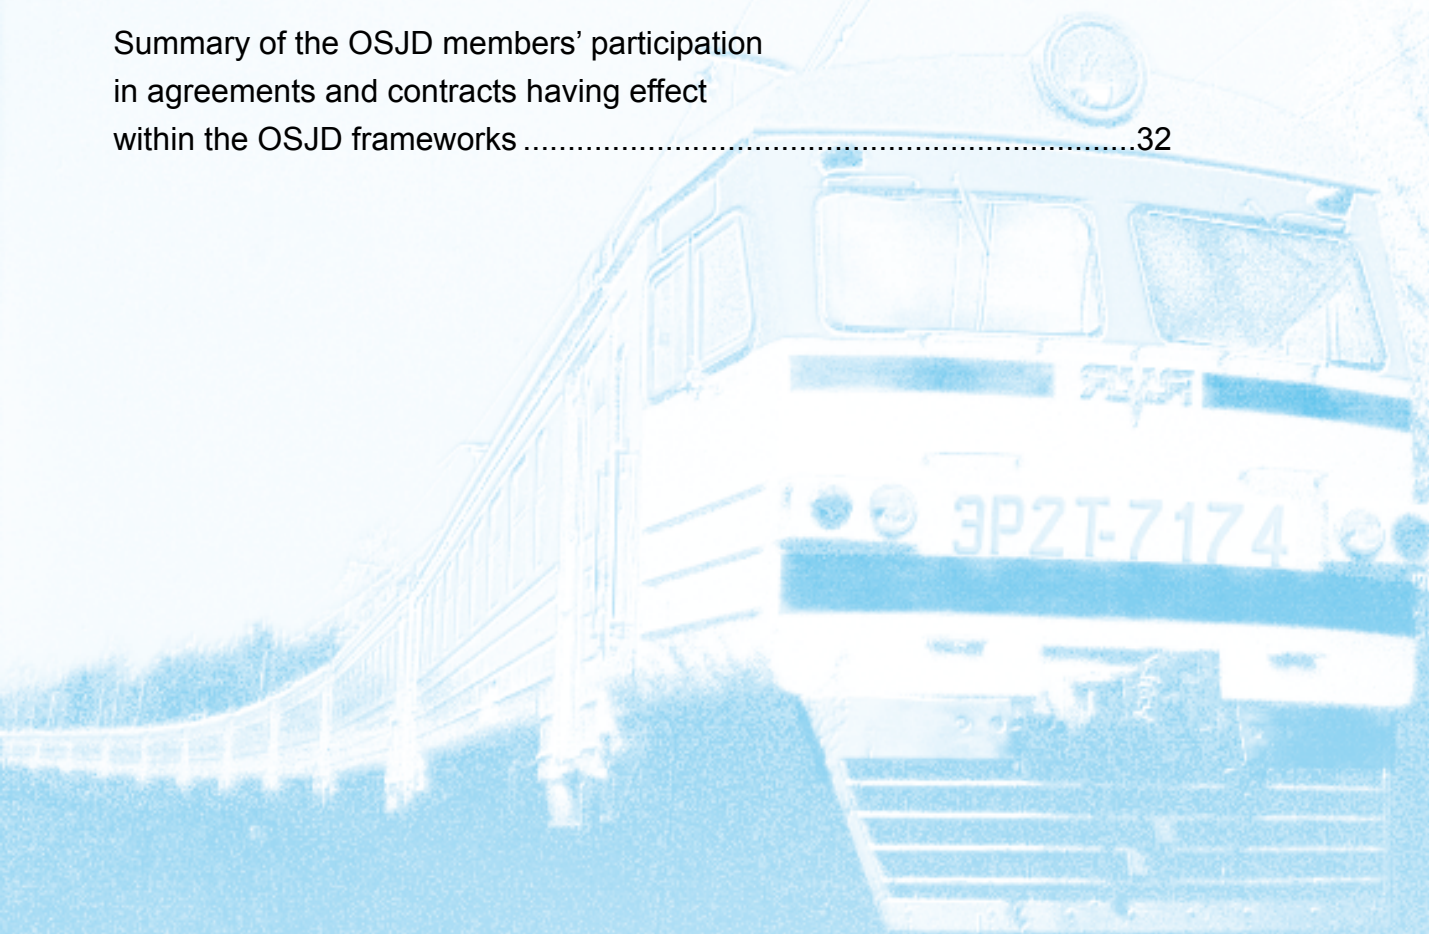 Summary of the OSJD members’ participation
in agreements and contracts having effect
within the OSJD frameworks ......................................................................32
ЭР2Т-7174